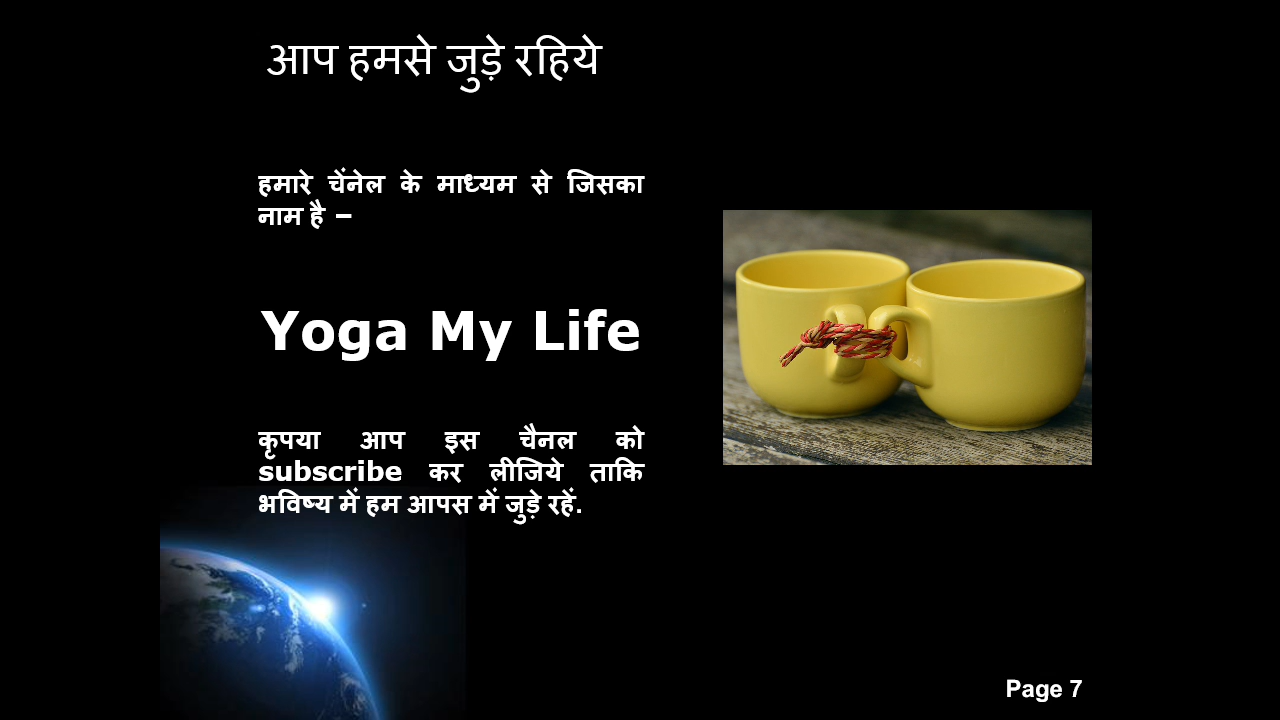 आप हमसे जुड़े रहिये
हमारे चेंनेल के माध्यम से जिसका
नाम है –
Yoga My Life
कृपया आप इस चैनल को
subscribe कर लीजिये ताकि
भविष्य में हम आपस में जुड़े रहें.
Page 7